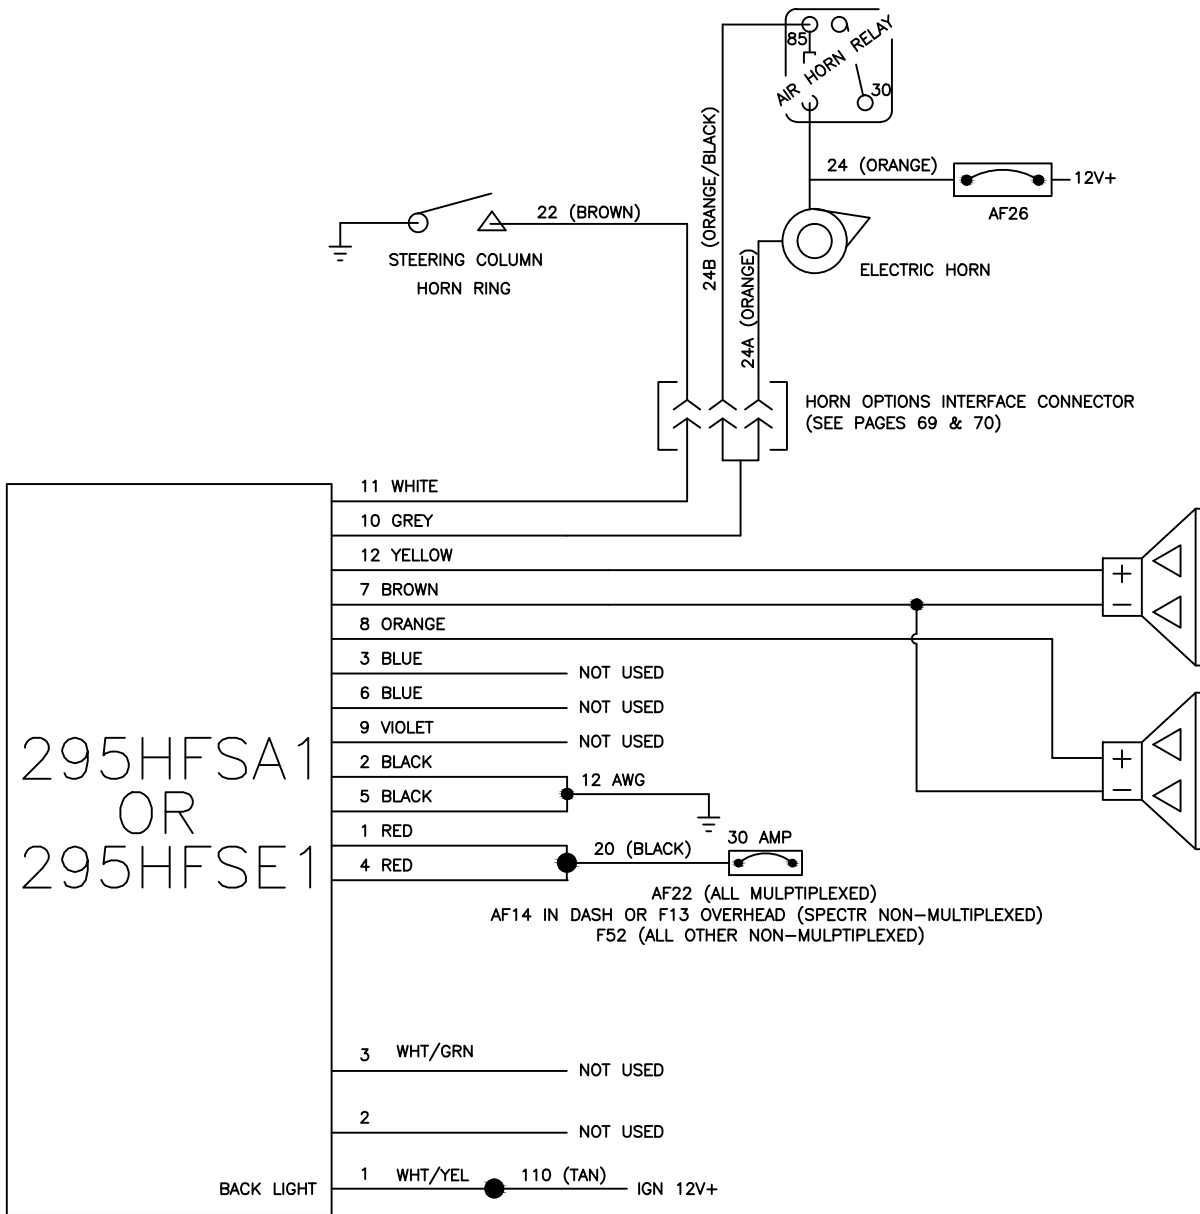 85
AIR HORN RELAY
30
24 (ORANGE)
12V+
AF26
22 (BROWN)
24B (ORANGE/BLACK)
24A (ORANGE)
STEERING COLUMN
HORN RING
ELECTRIC HORN
HORN OPTIONS INTERFACE CONNECTOR
(SEE PAGES 69 & 70)
11 WHITE
10 GREY
12 YELLOW
7 BROWN
8 ORANGE
3 BLUE
NOT USED
6 BLUE
NOT USED
9 VIOLET
NOT USED
295HFSA1
OR
295HFSE1
2 BLACK
12 AWG
5 BLACK
1 RED
20 (BLACK)
30 AMP
4 RED
+
−
+
−
AF22 (ALL MULPTIPLEXED)
AF14 IN DASH OR F13 OVERHEAD (SPECTR NON−MULTIPLEXED)
F52 (ALL OTHER NON−MULPTIPLEXED)
3 WHT/GRN
NOT USED
2
NOT USED
BACK LIGHT
1 WHT/YEL
110 (TAN)
IGN 12V+